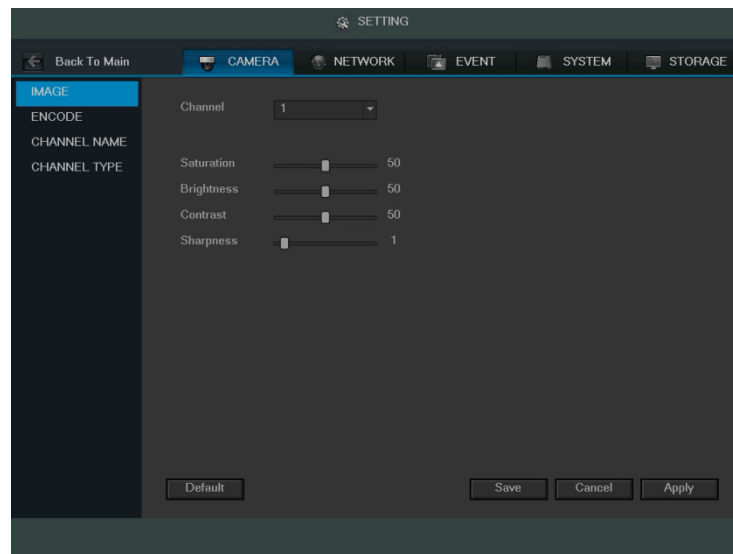 SETTING
Back To Main
CAMERA
NETWORK
EVENT
SYSTEM
STORAGE
IMAGE
ENCODE
CHANNEL NAME
CHANNEL TYPE
Channel 1
Saturation 50
Brightness 50
Contrast 50
Sharpness 1
Default Save Cancel Apply